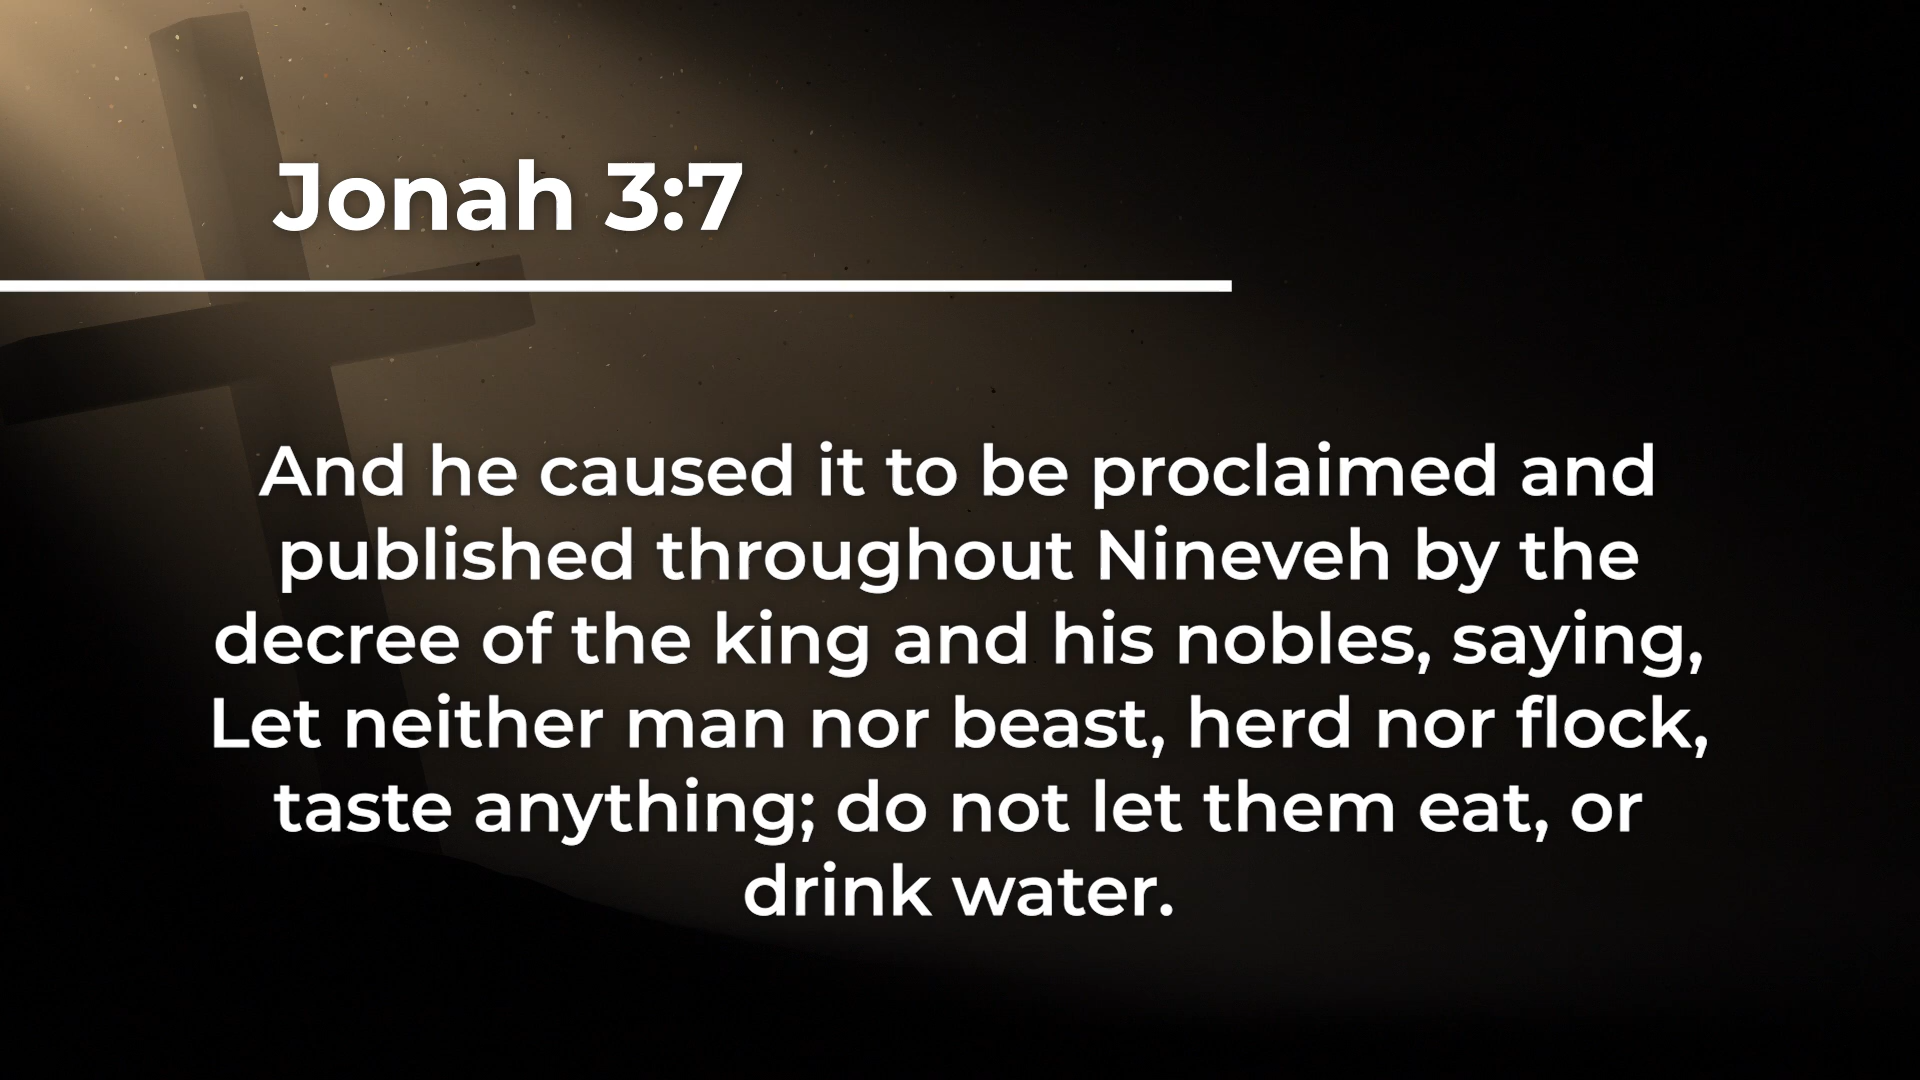 Jonah 3:7
And he caused it to be proclaimed and
published throughout Nineveh by the
decree of the king and his nobles, saying,
Let neither man nor beast, herd nor flock,
taste anything; do not let them eat, or
drink water.